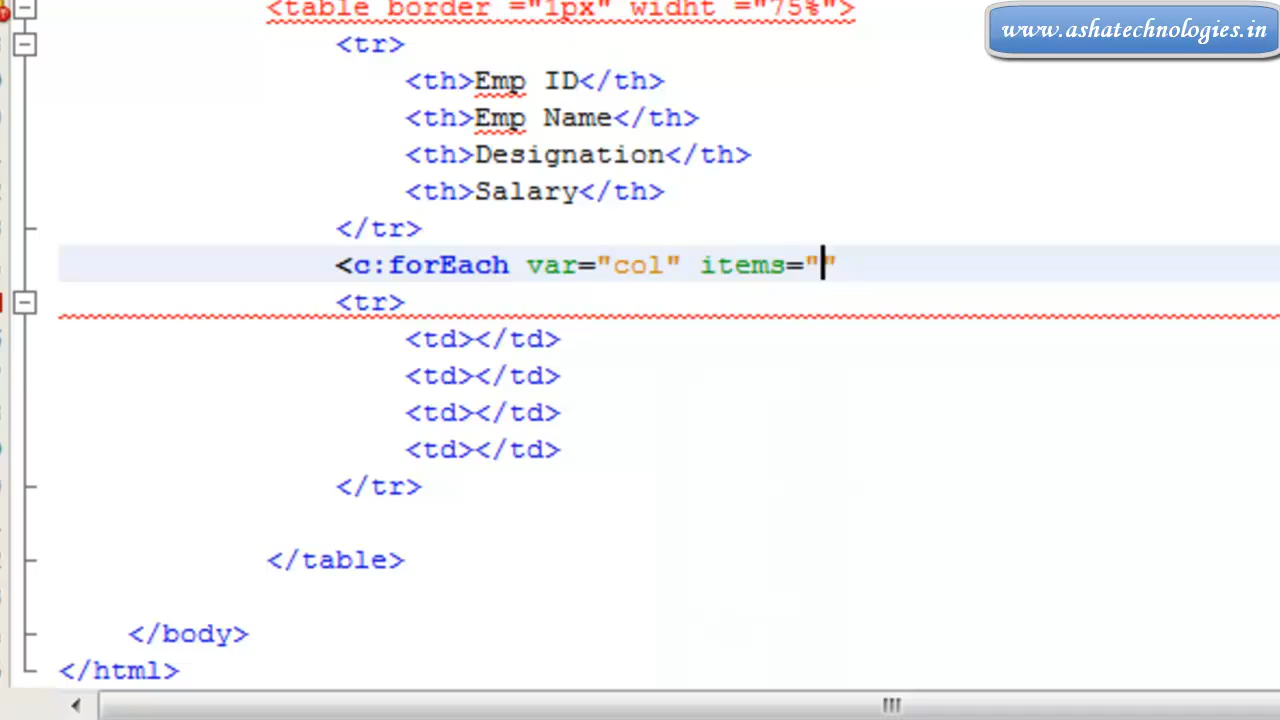 <table border ="1px" widht ="75%">
www.ashatechnologies.in
<tr>
<th>Emp ID</th>
<th>Emp Name</th>
<th>Designation</th>
<th>Salary</th>
</tr>
<c:forEach var="col" items=""
<tr>
<td></td>
<td></td>
<td></td>
<td></td>
</tr>
</table>
</body>
</html>